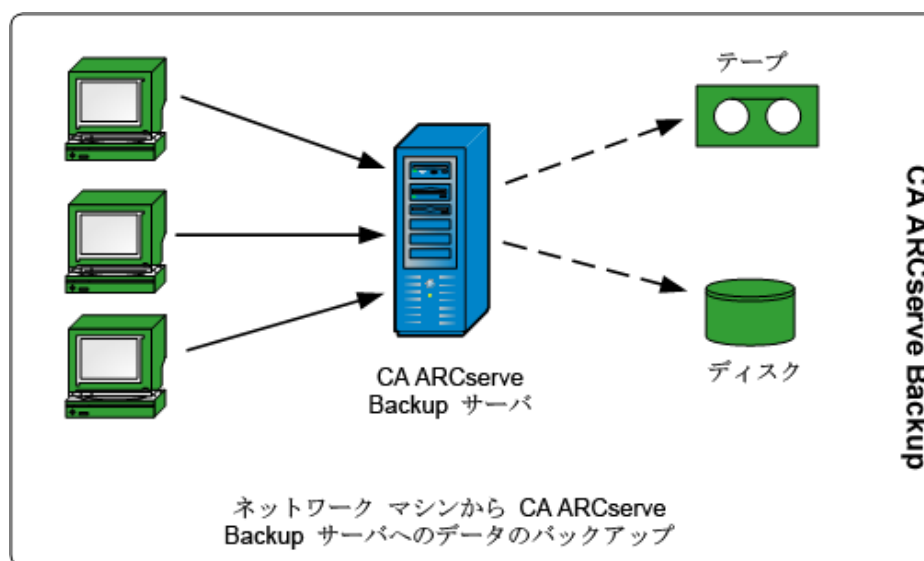 テープ
CA ARCserve
Backup サーバ
ディスク
CA ARCserve Backup
ネットワーク マシンから CA ARCserve
Backup サーバへのデータのバックアップ